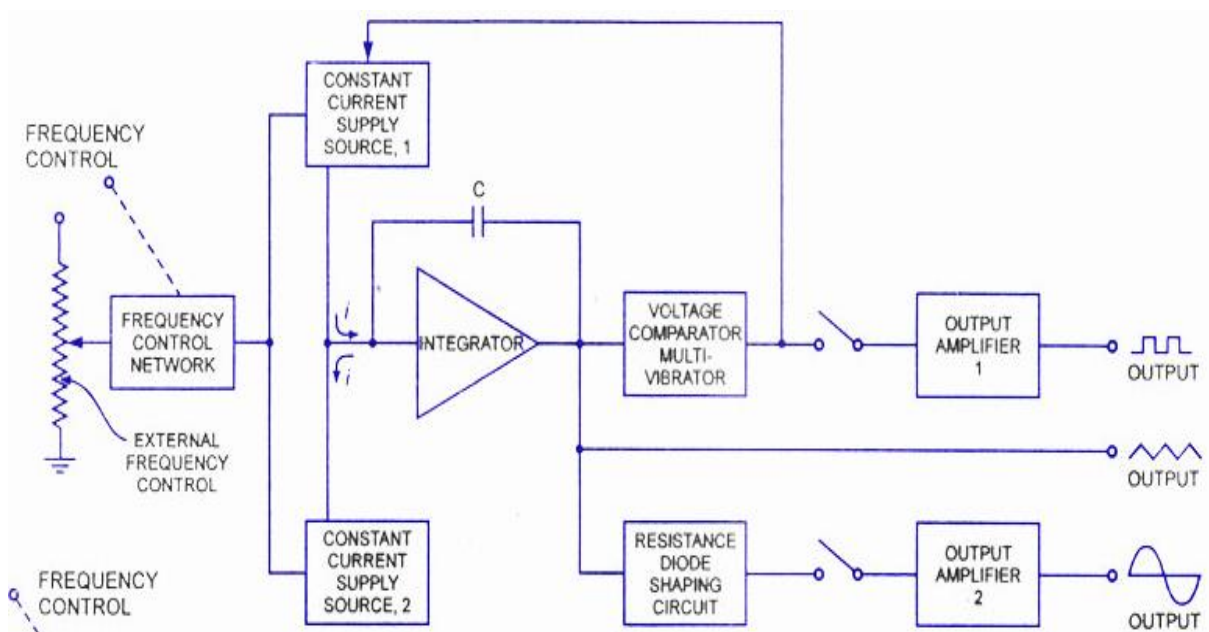 CONSTANT
CURRENT
SUPPLY
SOURCE, 1
FREQUENCY
CONTROL
C
FREQUENCY
CONTROL
NETWORK
i
i
INTEGRATOR
VOLTAGE
COMPARATOR
MULTI-
VIBRATOR
OUTPUT
AMPLIFIER
1
OUTPUT
EXTERNAL
FREQUENCY
CONTROL
OUTPUT
CONSTANT
CURRENT
SUPPLY
SOURCE, 2
RESISTANCE
DIODE
SHAPING
CIRCUIT
OUTPUT
AMPLIFIER
2
OUTPUT
FREQUENCY
CONTROL